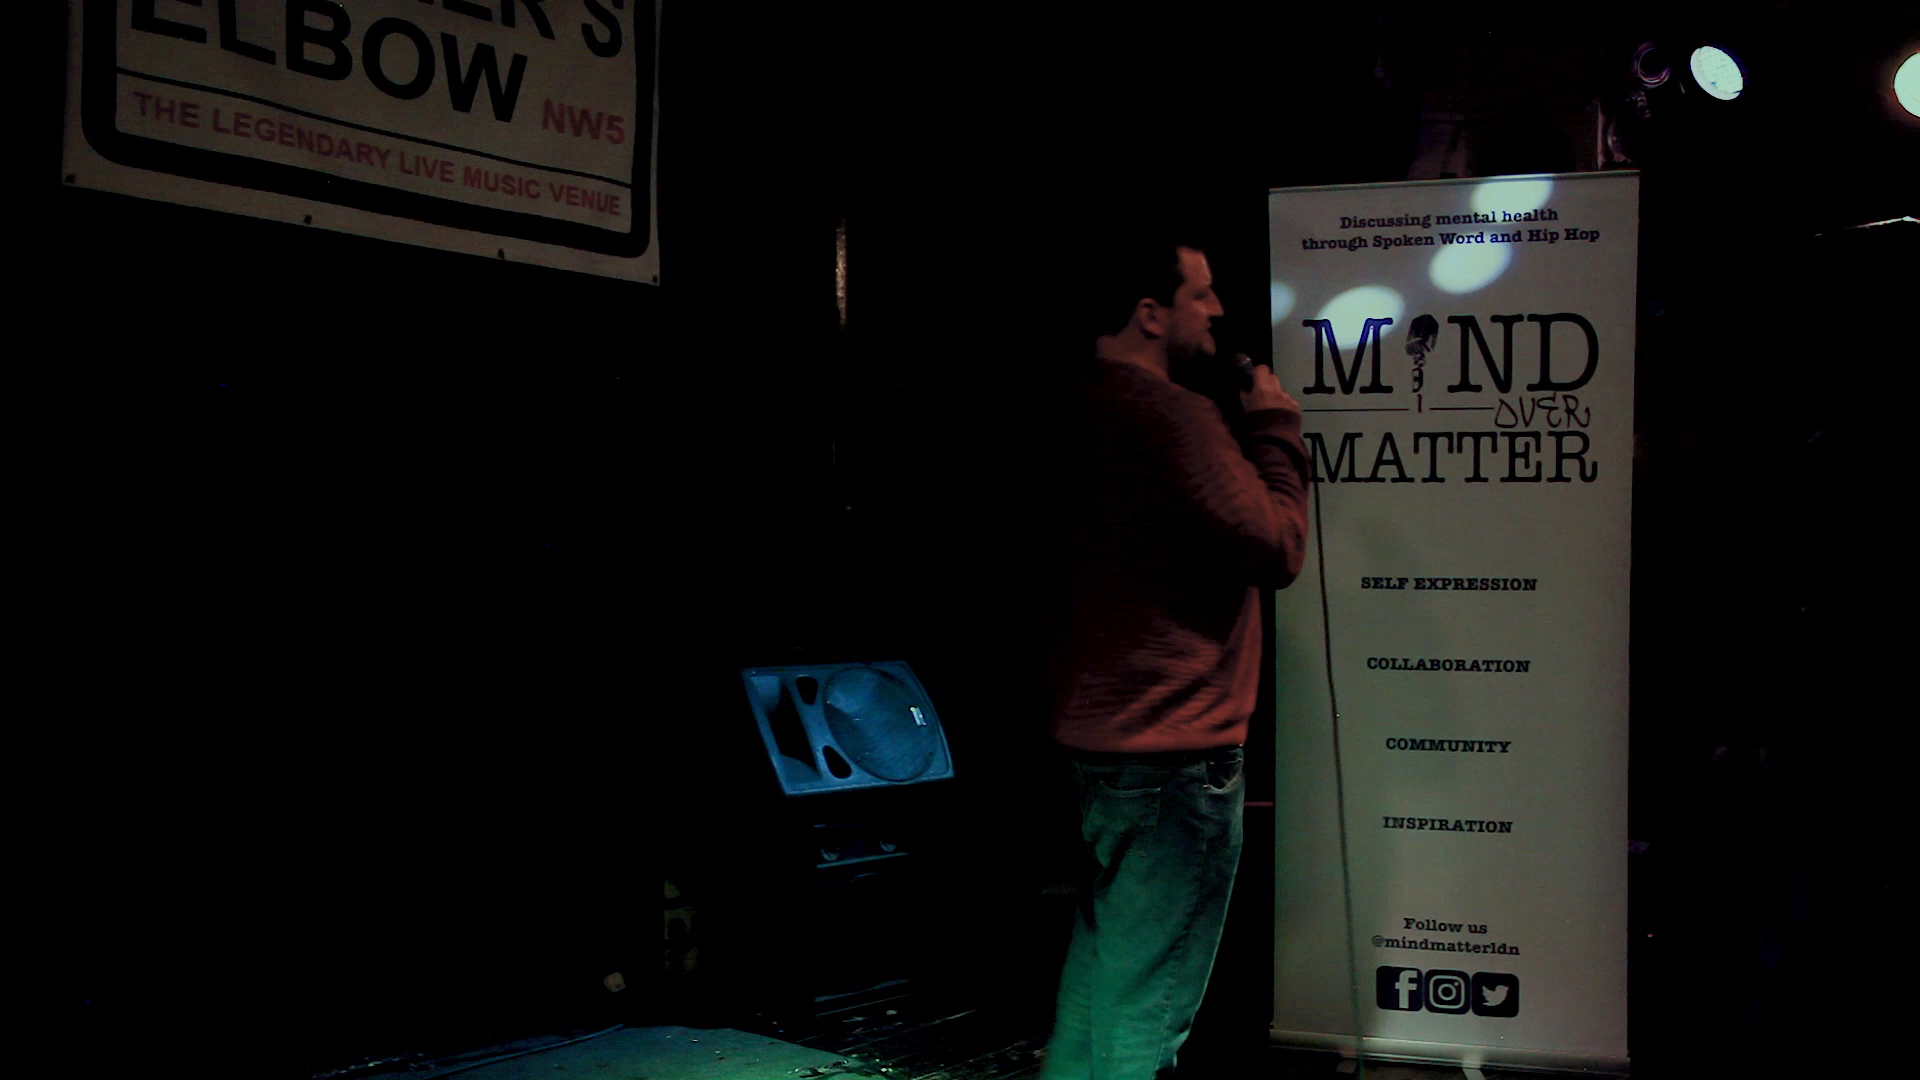 ELBOW NW5
THE LEGENDARY LIVE MUSIC VENUE
Discussing mental health
through Spoken Word and Hip Hop
MIND
OVER
MATTER
SELF EXPRESSION
COLLABORATION
COMMUNITY
INSPIRATION
Follow us
@mindmatterldn